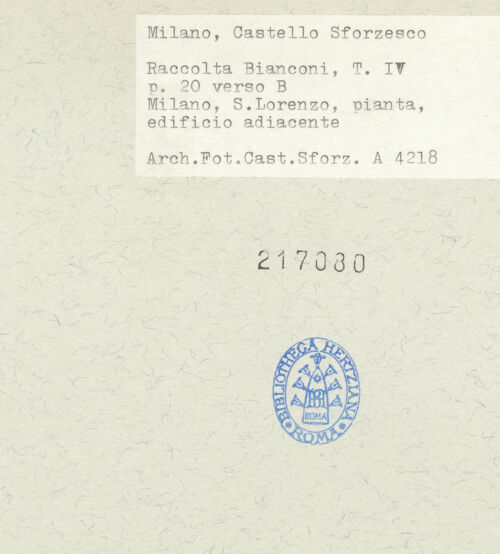 Milano, Castello Sforzesco
Raccolta Bianconi, T. IV
p. 20 verso B
Milano, S.Lorenzo, pianta,
edificio adiacente
Arch.Fot.Cast.Sforz. A 4218
217080
BIBLIOTHECA HERTZIANA
ROMA
ROMA